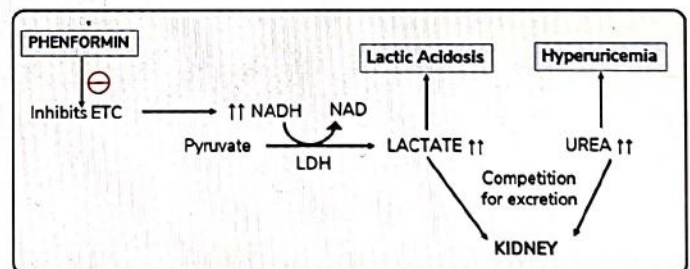 PHENFORMIN
Lactic Acidosis
Hyperuricemia
Inhibits ETC
↑↑ NADH
NAD
Pyruvate
LDH
LACTATE ↑↑
UREA ↑↑
Competition
for excretion
KIDNEY